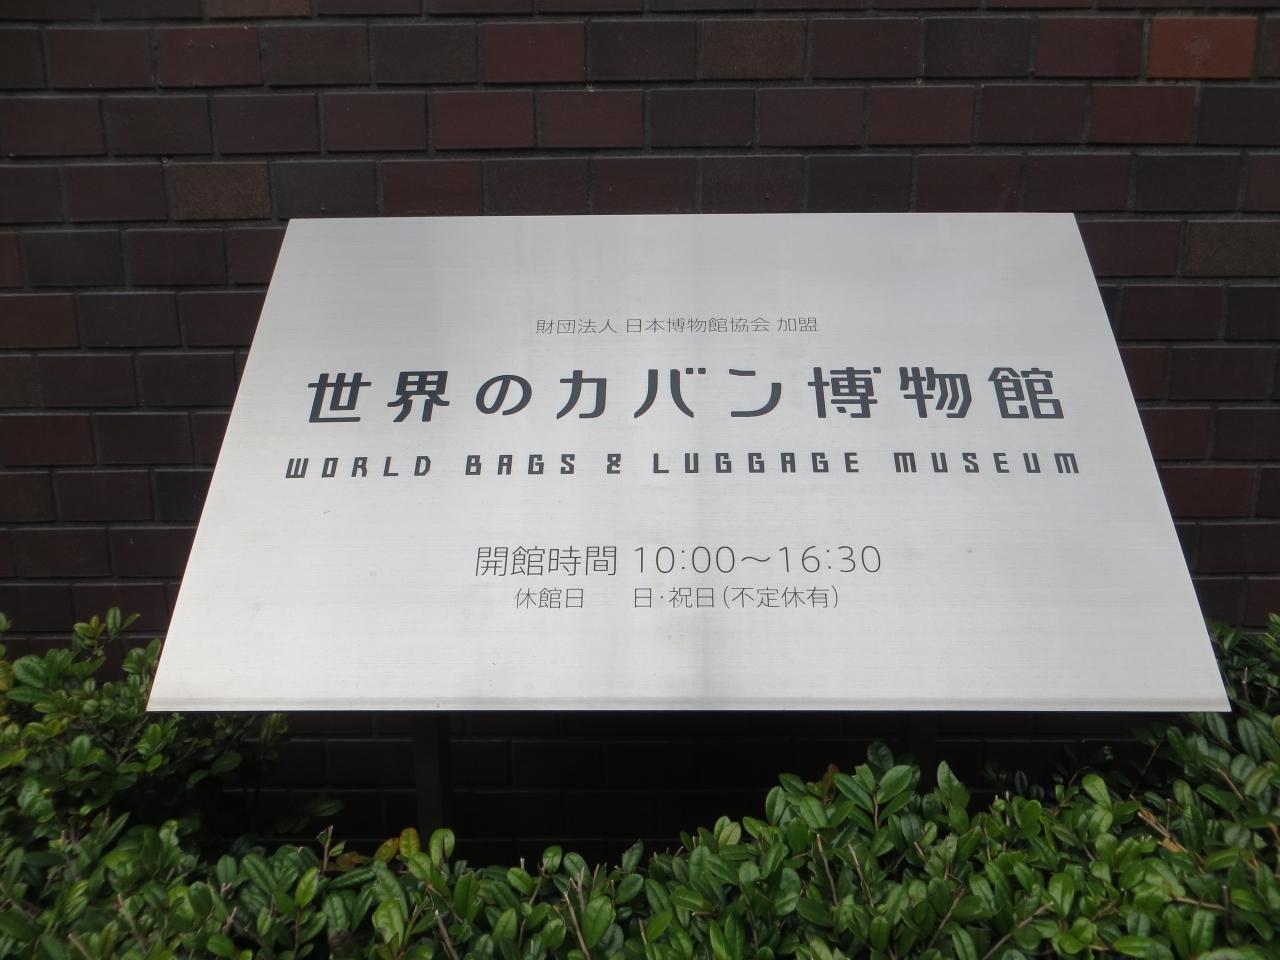 財団法人 日本博物館協会 加盟
世界のカバン博物館
WORLD BAGS & LUGGAGE MUSEUM
開館時間 10:00～16:30
休館日 日・祝日(不定休有)